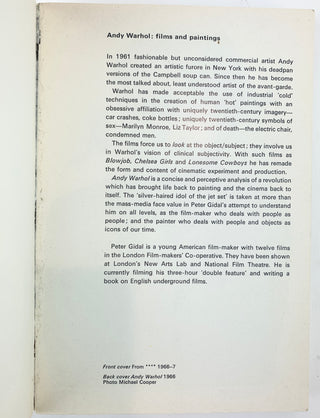 Andy Warhol: films and paintings
In 1961 fashionable but unconsidered commercial artist Andy
Warhol created an artistic furore in New York with his deadpan
versions of the Campbell soup can. Since then he has become
the most talked about, least understood artist of the avant-garde.
Warhol has made acceptable the use of industrial 'cold'
techniques in the creation of human 'hot' paintings with an
obsessive affiliation with uniquely twentieth-century imagery—
car crashes, coke bottles; uniquely twentieth-century symbols of
sex—Marilyn Monroe, Liz Taylor; and of death—the electric chair,
condemned men.
The films force us to look at the object/subject; they involve us
in Warhol's vision of clinical subjectivity. With such films as
Blowjob, Chelsea Girls and Lonesome Cowboys he has remade
the form and content of cinematic experiment and production.
Andy Warhol is a concise and perceptive analysis of a revolution
which has brought life back to painting and the cinema back to
itself. The 'silver-haired idol of the jet set' is taken at more than
the mass-media face value in Peter Gidal's attempt to understand
him on all levels, as the film-maker who deals with people as
people; and the painter who deals with people and objects as
icons of our time.
Peter Gidal is a young American film-maker with twelve films
in the London Film-makers' Co-operative. They have been shown
at London's New Arts Lab and National Film Theatre. He is
currently filming his three-hour 'double feature' and writing a
book on English underground films.
Front cover From **** 1966–7
Back cover Andy Warhol 1966
Photo Michael Cooper